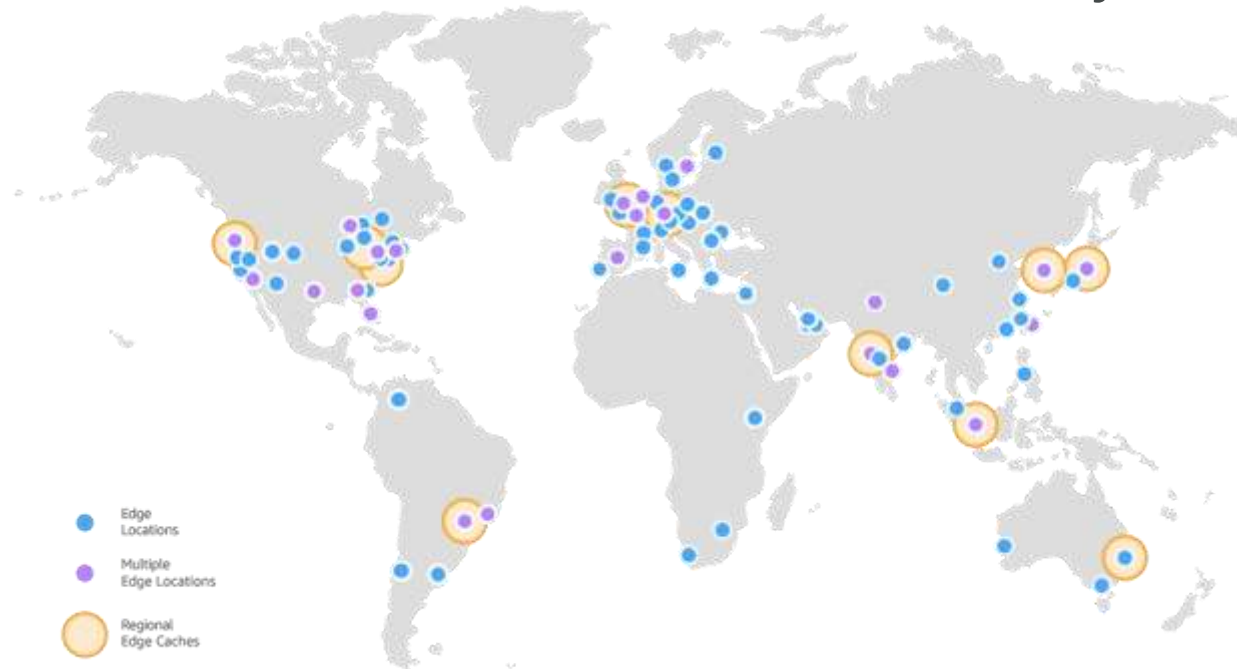 Edge
Locations
Multiple
Edge Locations
Regional
Edge Caches